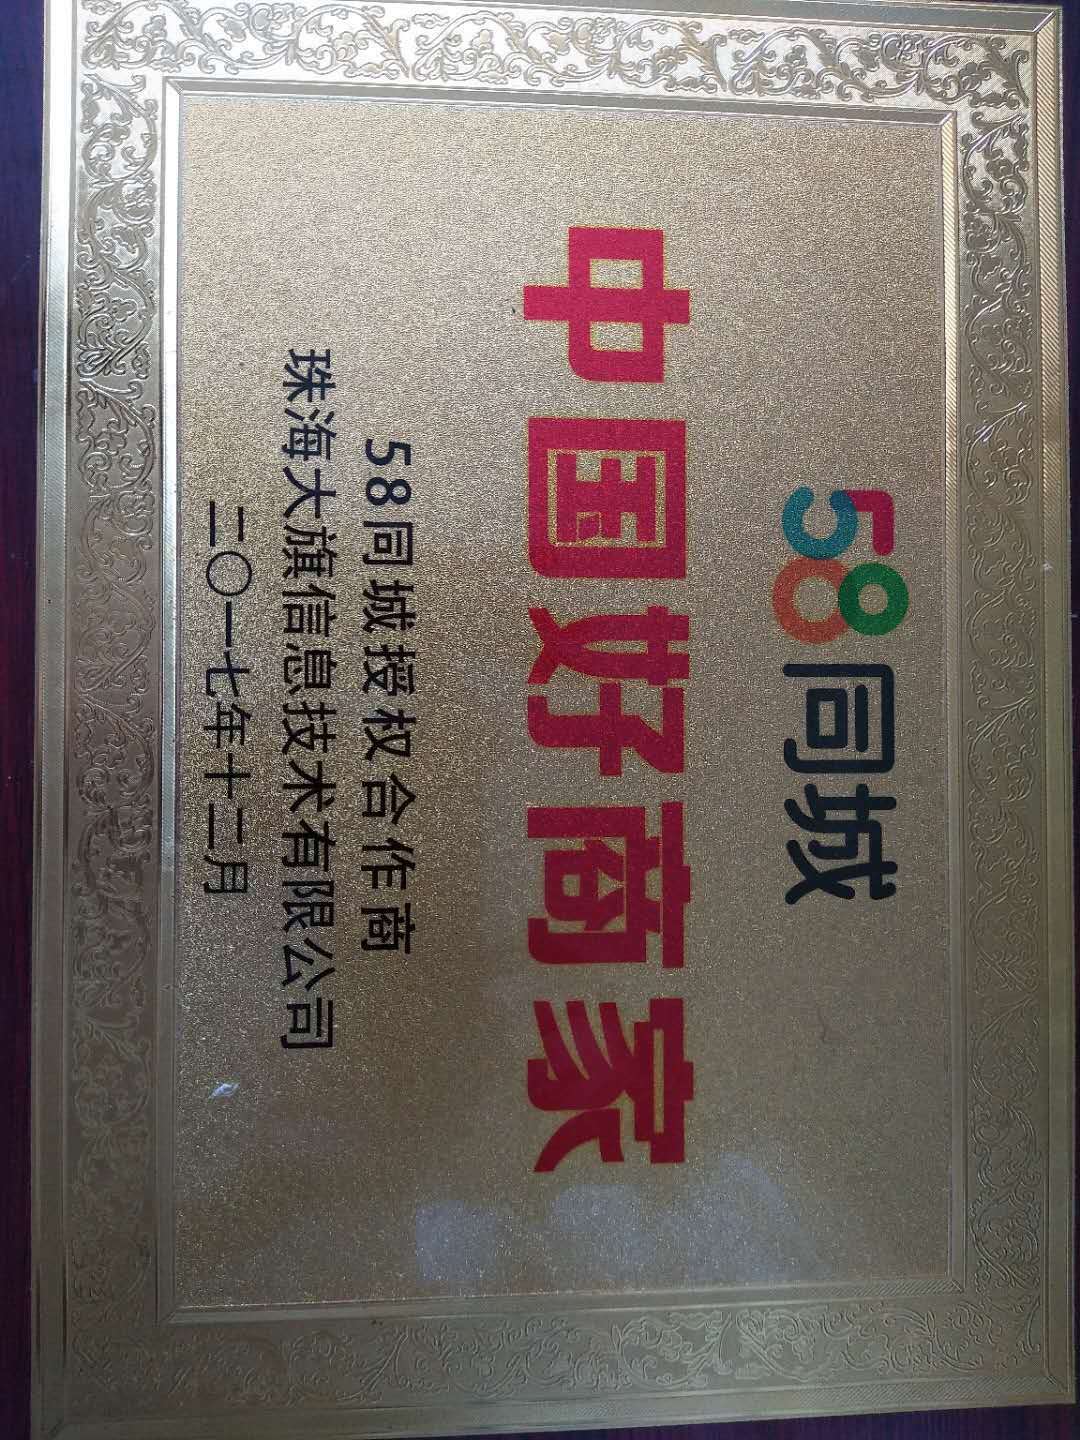 58同城
中国好商家
58同城授权合作商
珠海大旗信息技术有限公司
二〇一七年十二月